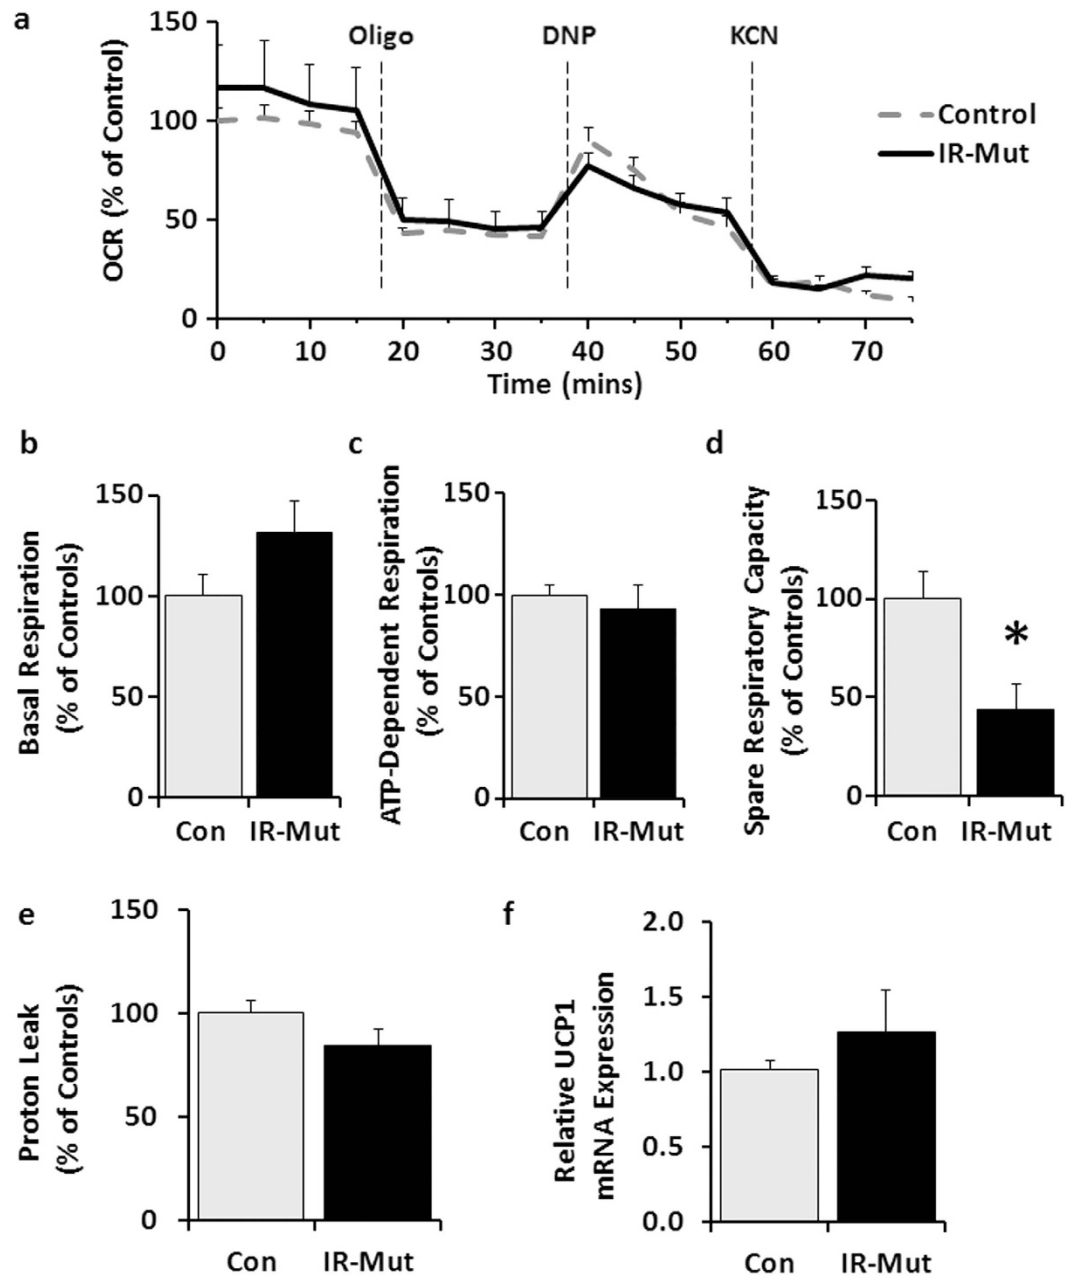 a
OCR (% of Control)
150
100
50
0
Oligo
DNP
KCN
Control
IR-Mut
0 10 20 30 40 50 60 70
Time (mins)
b
Basal Respiration
(% of Controls)
150
100
50
0
Con IR-Mut
c
ATP-Dependent Respiration
(% of Controls)
150
100
50
0
Con IR-Mut
d
Spare Respiratory Capacity
(% of Controls)
150
100
50
0
*
Con IR-Mut
e
Proton Leak
(% of Controls)
150
100
50
0
Con IR-Mut
f
Relative UCP1
mRNA Expression
2.0
1.5
1.0
0.5
0.0
Con IR-Mut